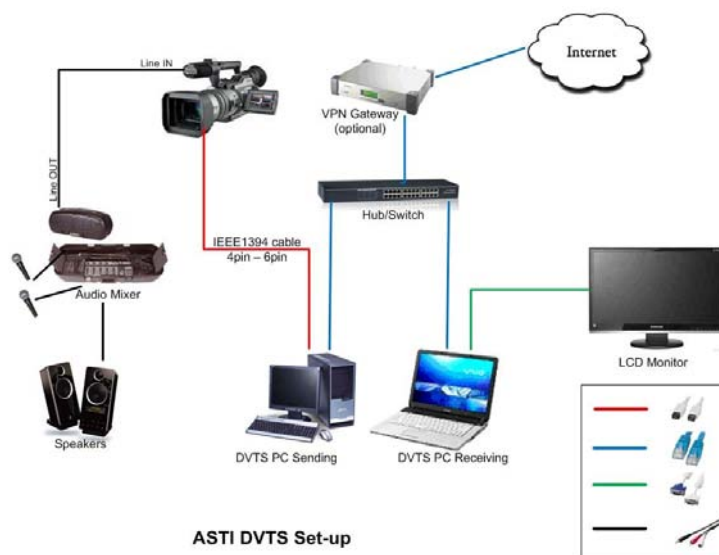 Line IN
Internet
VPN Gateway
(optional)
Line OUT
Hub/Switch
IEEE1394 cable
4pin – 6pin
Audio Mixer
LCD Monitor
Speakers
DVTS PC Sending
DVTS PC Receiving
ASTI DVTS Set-up